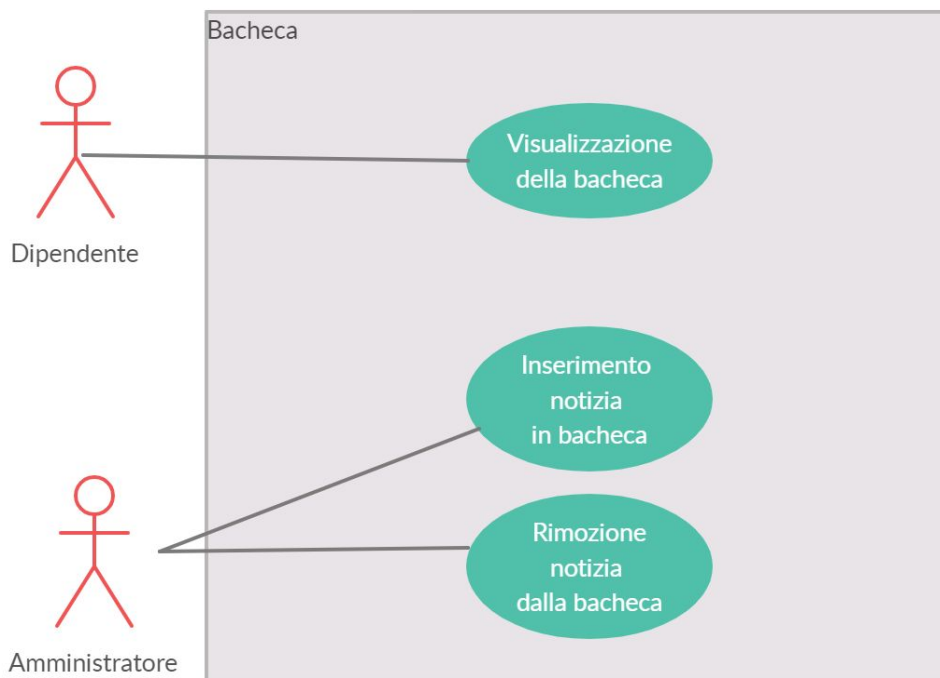 Bacheca
Visualizzazione
della bacheca
Dipendente
Inserimento
notizia
in bacheca
Rimozione
notizia
dalla bacheca
Amministratore